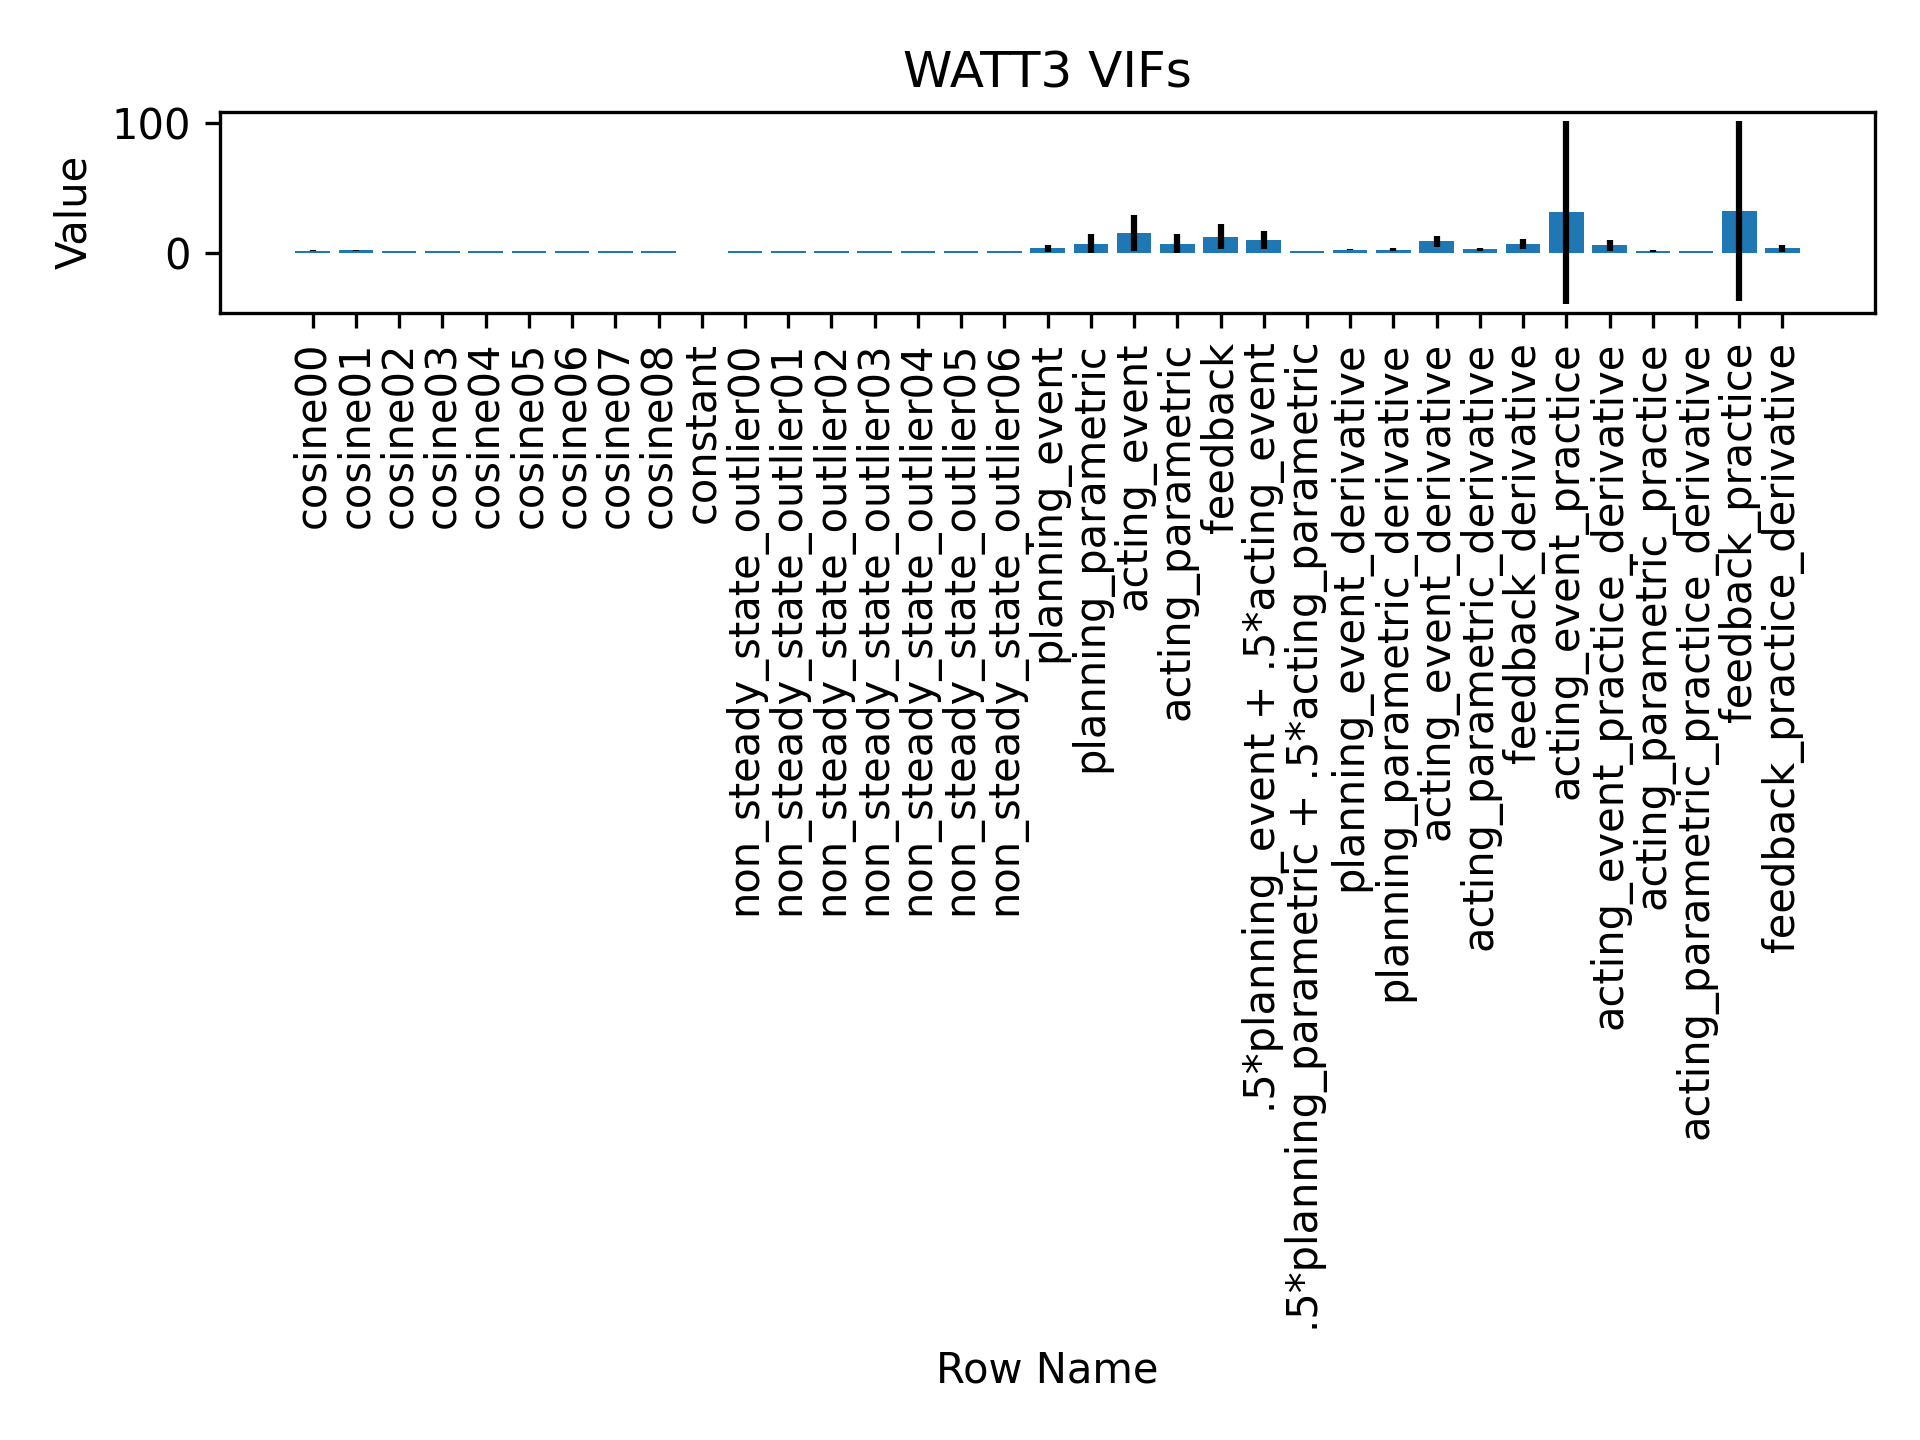 WATT3 VIFs
Value
100
0
cosine00
cosine01
cosine02
cosine03
cosine04
cosine05
cosine06
cosine07
cosine08
constant
non_steady_state_outlier00
non_steady_state_outlier01
non_steady_state_outlier02
non_steady_state_outlier03
non_steady_state_outlier04
non_steady_state_outlier05
non_steady_state_outlier06
planning_event
planning_parametric
acting_event
acting_parametric
feedback
.5*planning_event + .5*acting_event
.5*planning_parametric + .5*acting_parametric
planning_event_derivative
planning_parametric_derivative
acting_event_derivative
acting_parametric_derivative
feedback_derivative
acting_event_practice
acting_event_practice_derivative
acting_parametric_practice
acting_parametric_practice_derivative
feedback_practice
feedback_practice_derivative
Row Name